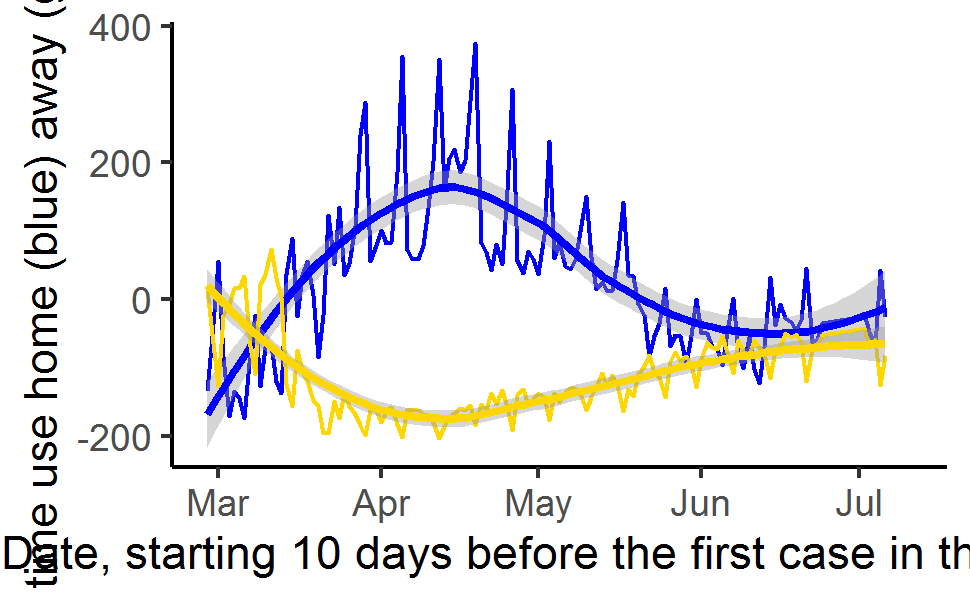 time use home (blue) away (
400
200
0
-200
Mar Apr May Jun Jul
Date, starting 10 days before the first case in th